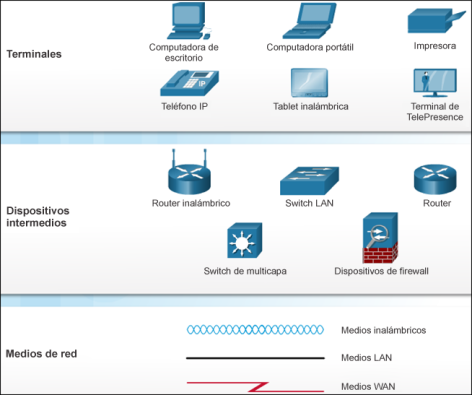 Terminales
Computadora de
escritorio
Computadora portátil
Impresora
Teléfono IP
Tablet inalámbrica
Terminal de
TelePresence
Dispositivos
intermedios
Router inalámbrico
Switch LAN
Router
Switch de multicapa
Dispositivos de firewall
Medios de red
Medios inalámbricos
Medios LAN
Medios WAN